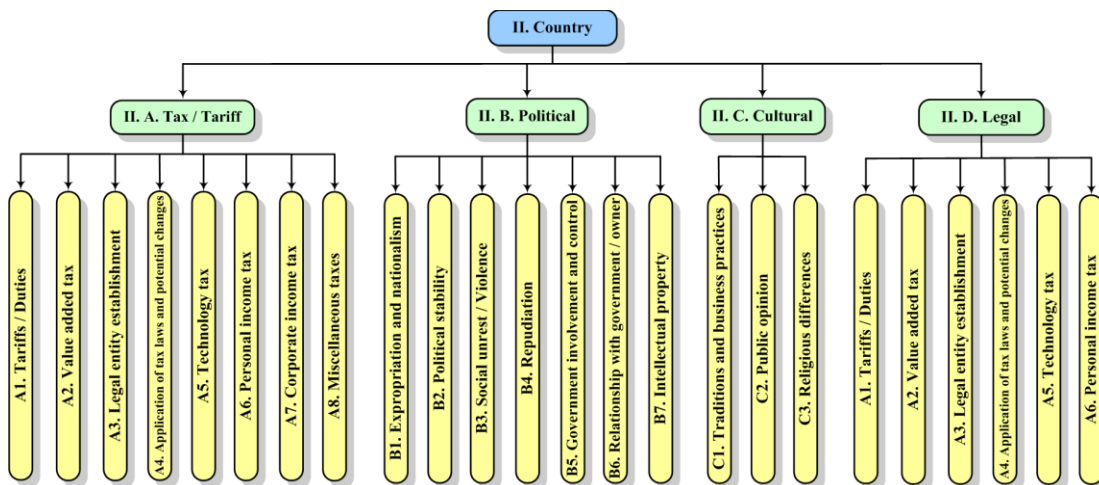 II. Country
II. A. Tax / Tariff
II. B. Political
II. C. Cultural
II. D. Legal
A1. Tariffs / Duties
A2. Value added tax
A3. Legal entity establishment
A4. Application of tax laws and potential changes
A5. Technology tax
A6. Personal income tax
A7. Corporate income tax
A8. Miscellaneous taxes
B1. Expropriation and nationalism
B2. Political stability
B3. Social unrest / Violence
B4. Repudiation
B5. Government involvement and control
B6. Relationship with government / owner
B7. Intellectual property
C1. Traditions and business practices
C2. Public opinion
C3. Religious differences
A1. Tariffs / Duties
A2. Value added tax
A3. Legal entity establishment
A4. Application of tax laws and potential changes
A5. Technology tax
A6. Personal income tax